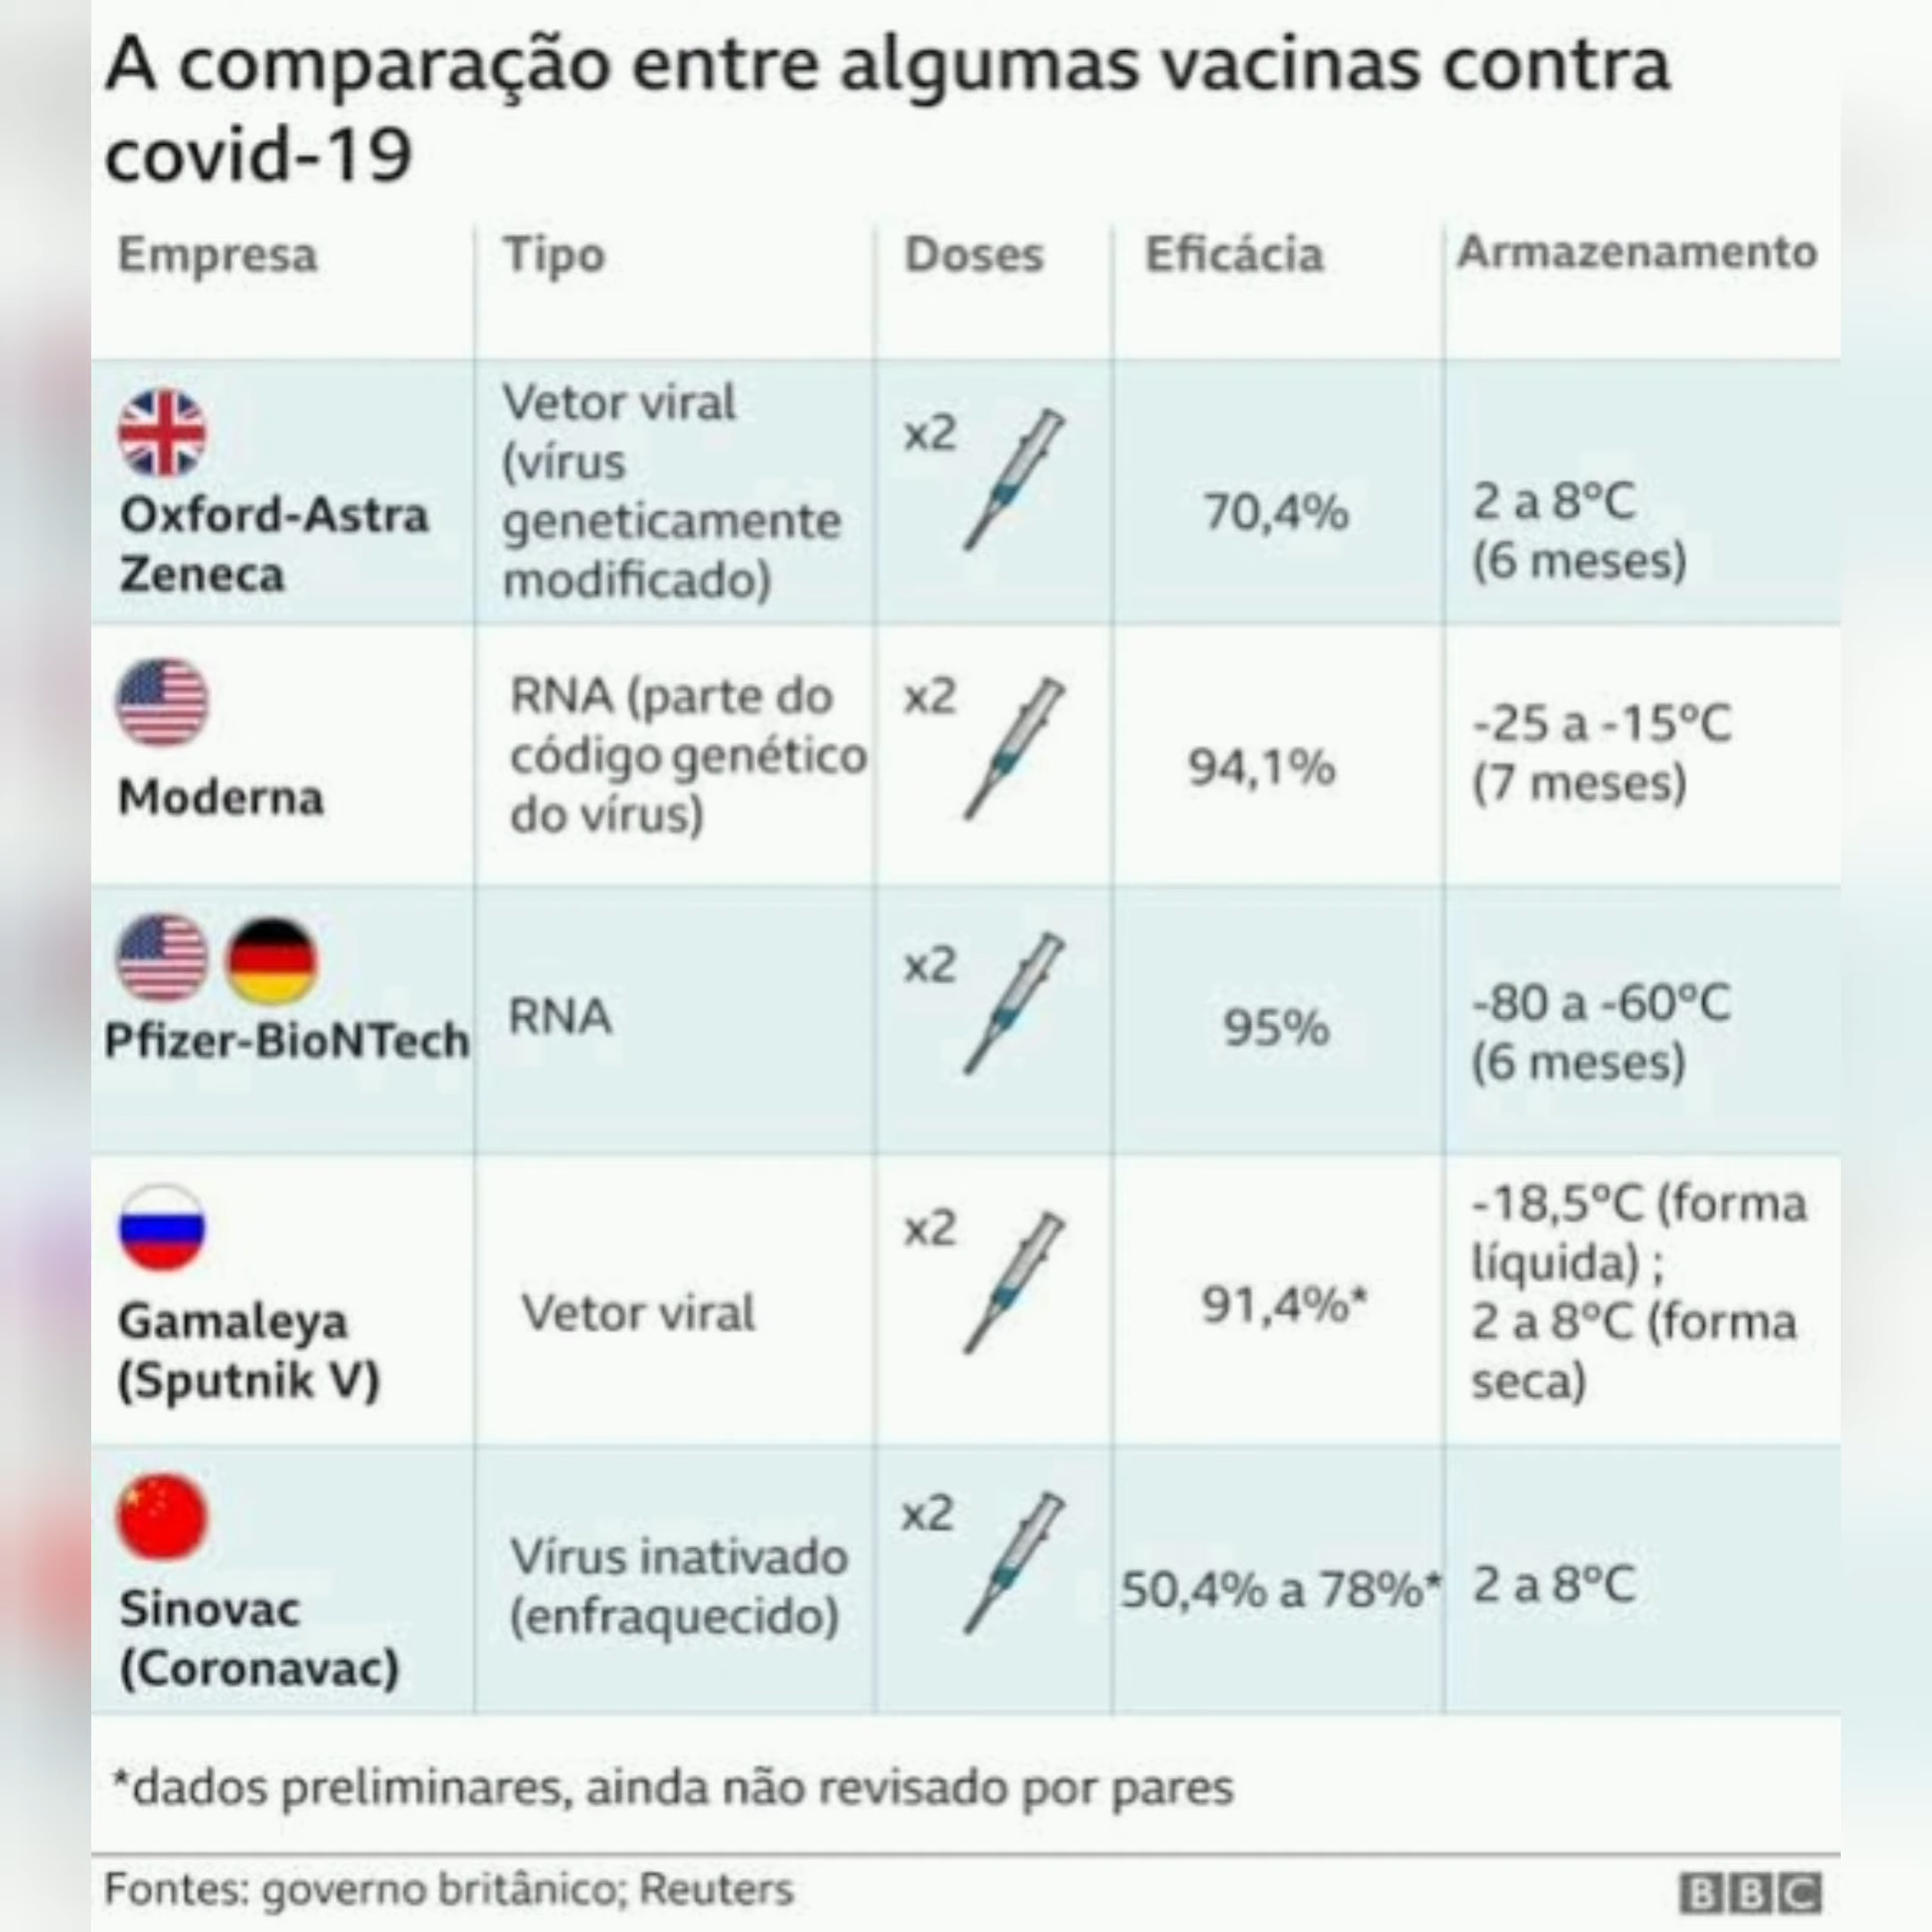 A comparação entre algumas vacinas contra
covid-19
Empresa
Tipo
Doses
Eficácia
Armazenamento
Oxford-Astra
Zeneca
Vetor viral
(vírus
geneticamente
modificado)
x2
70,4%
2 a 8°C
(6 meses)
Moderna
RNA (parte do
código genético
do vírus)
x2
94,1%
-25 a -15°C
(7 meses)
Pfizer-BioNTech
RNA
x2
95%
-80 a -60°C
(6 meses)
Gamaleya
(Sputnik V)
Vetor viral
x2
91,4%*
-18,5°C (forma
líquida) ;
2 a 8°C (forma
seca)
Sinovac
(Coronavac)
Vírus inativado
(enfraquecido)
x2
50,4% a 78%*
2 a 8°C
*dados preliminares, ainda não revisado por pares
Fontes: governo britânico; Reuters
BBC